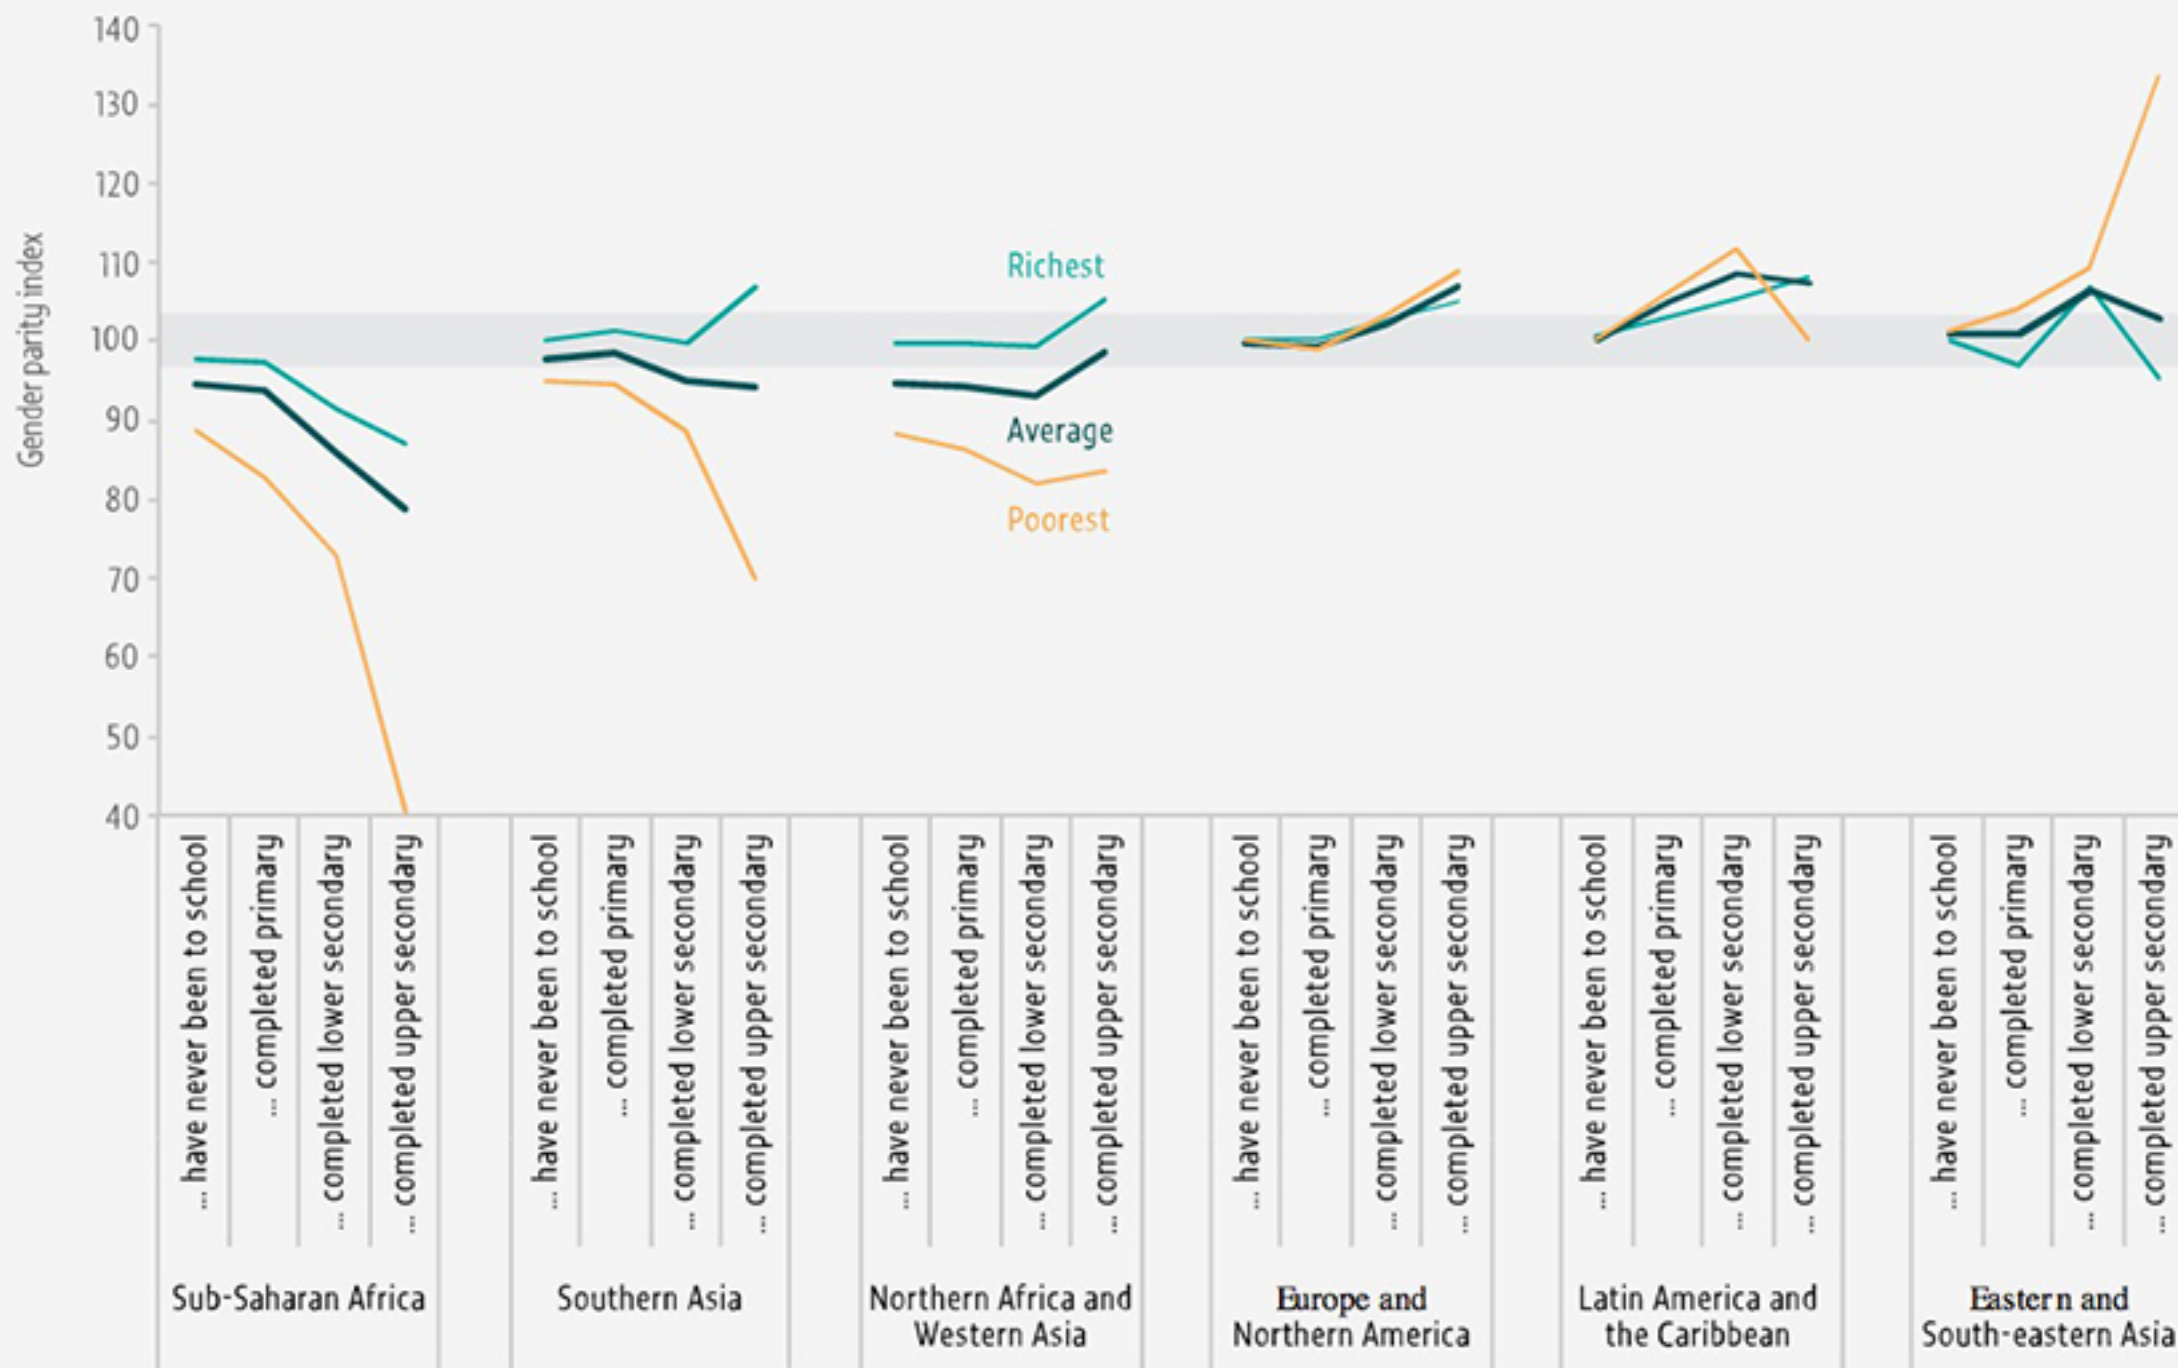 Gender parity index
140
130
120
110
100
90
80
70
60
50
40
Richest
Average
Poorest
... have never been to school
... completed primary
... completed lower secondary
... completed upper secondary
... have never been to school
... completed primary
... completed lower secondary
... completed upper secondary
... have never been to school
... completed primary
... completed lower secondary
... completed upper secondary
... have never been to school
... completed primary
... completed lower secondary
... completed upper secondary
... have never been to school
... completed primary
... completed lower secondary
... completed upper secondary
... have never been to school
... completed primary
... completed lower secondary
... completed upper secondary
Sub-Saharan Africa
Southern Asia
Northern Africa and
Western Asia
Europe and
Northern America
Latin America and
the Caribbean
Eastern and
South-eastern Asia